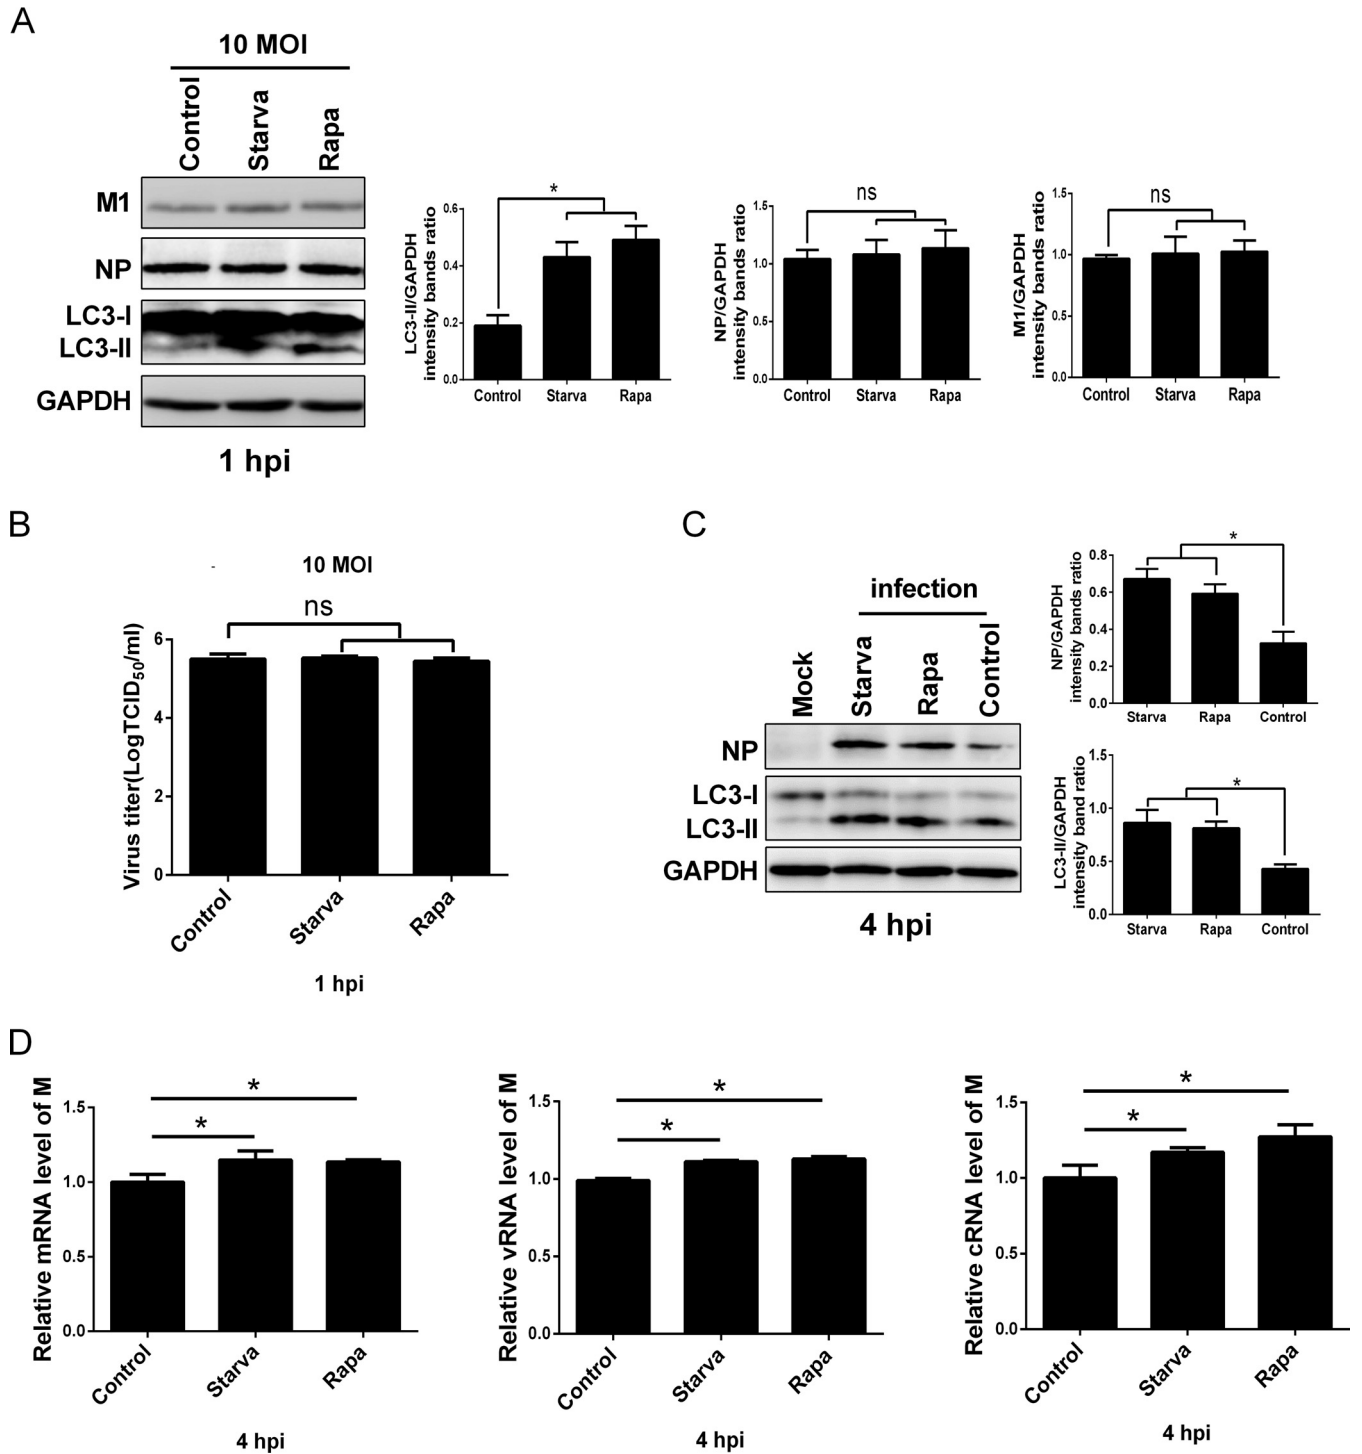 A
10 MOI
Control
Starva
Rapa
M1
NP
LC3-I
LC3-II
GAPDH
1 hpi
LC3-II/GAPDH
intensity bands ratio
0.6
0.4
0.2
0.0
*
Control Starva Rapa
NP/GAPDH
intensity bands ratio
1.5
1.0
0.5
0.0
ns
Control Starva Rapa
M1/GAPDH
intensity bands ratio
1.5
1.0
0.5
0.0
ns
Control Starva Rapa
B
10 MOI
ns
Virus titer(LogTCID50/ml)
6
4
2
0
Control
Starva
Rapa
1 hpi
C
infection
Mock
Starva
Rapa
Control
NP
LC3-I
LC3-II
GAPDH
4 hpi
NP/GAPDH
intensity bands ratio
0.8
0.6
0.4
0.2
0.0
*
Starva Rapa Control
LC3-II/GAPDH
intensity band ratio
1.5
1.0
0.5
0.0
*
Starva Rapa Control
D
Relative mRNA level of M
1.5
1.0
0.5
0.0
*
*
Control
Starva
Rapa
4 hpi
Relative vRNA level of M
1.5
1.0
0.5
0.0
*
*
Control
Starva
Rapa
4 hpi
Relative cRNA level of M
1.5
1.0
0.5
0.0
*
*
Control
Starva
Rapa
4 hpi